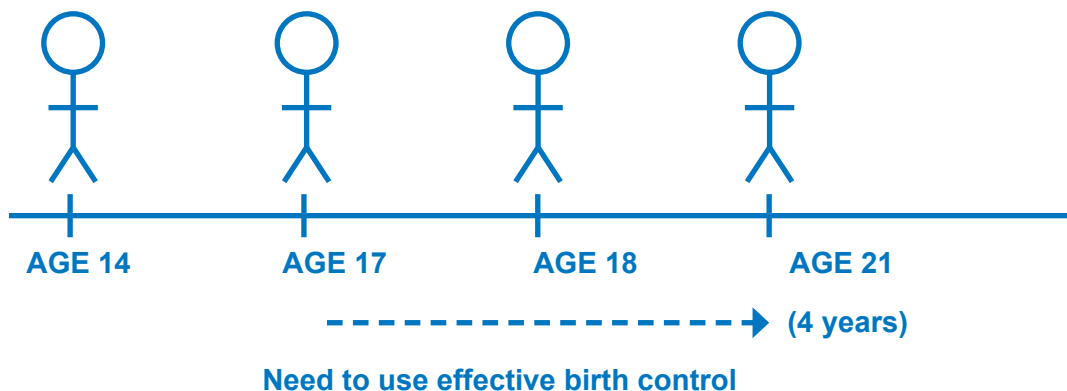 AGE 14 AGE 17 AGE 18 AGE 21
(4 years)
Need to use effective birth control